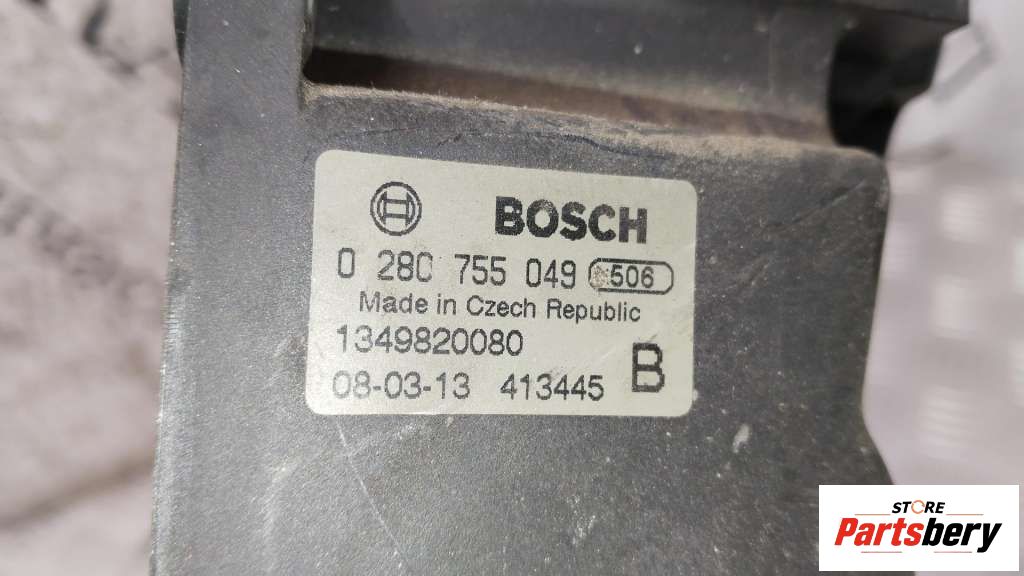 BOSCH
0 280 755 049 506
Made in Czech Republic
1349820080
08-03-13 413445 B
STORE
Partsbery